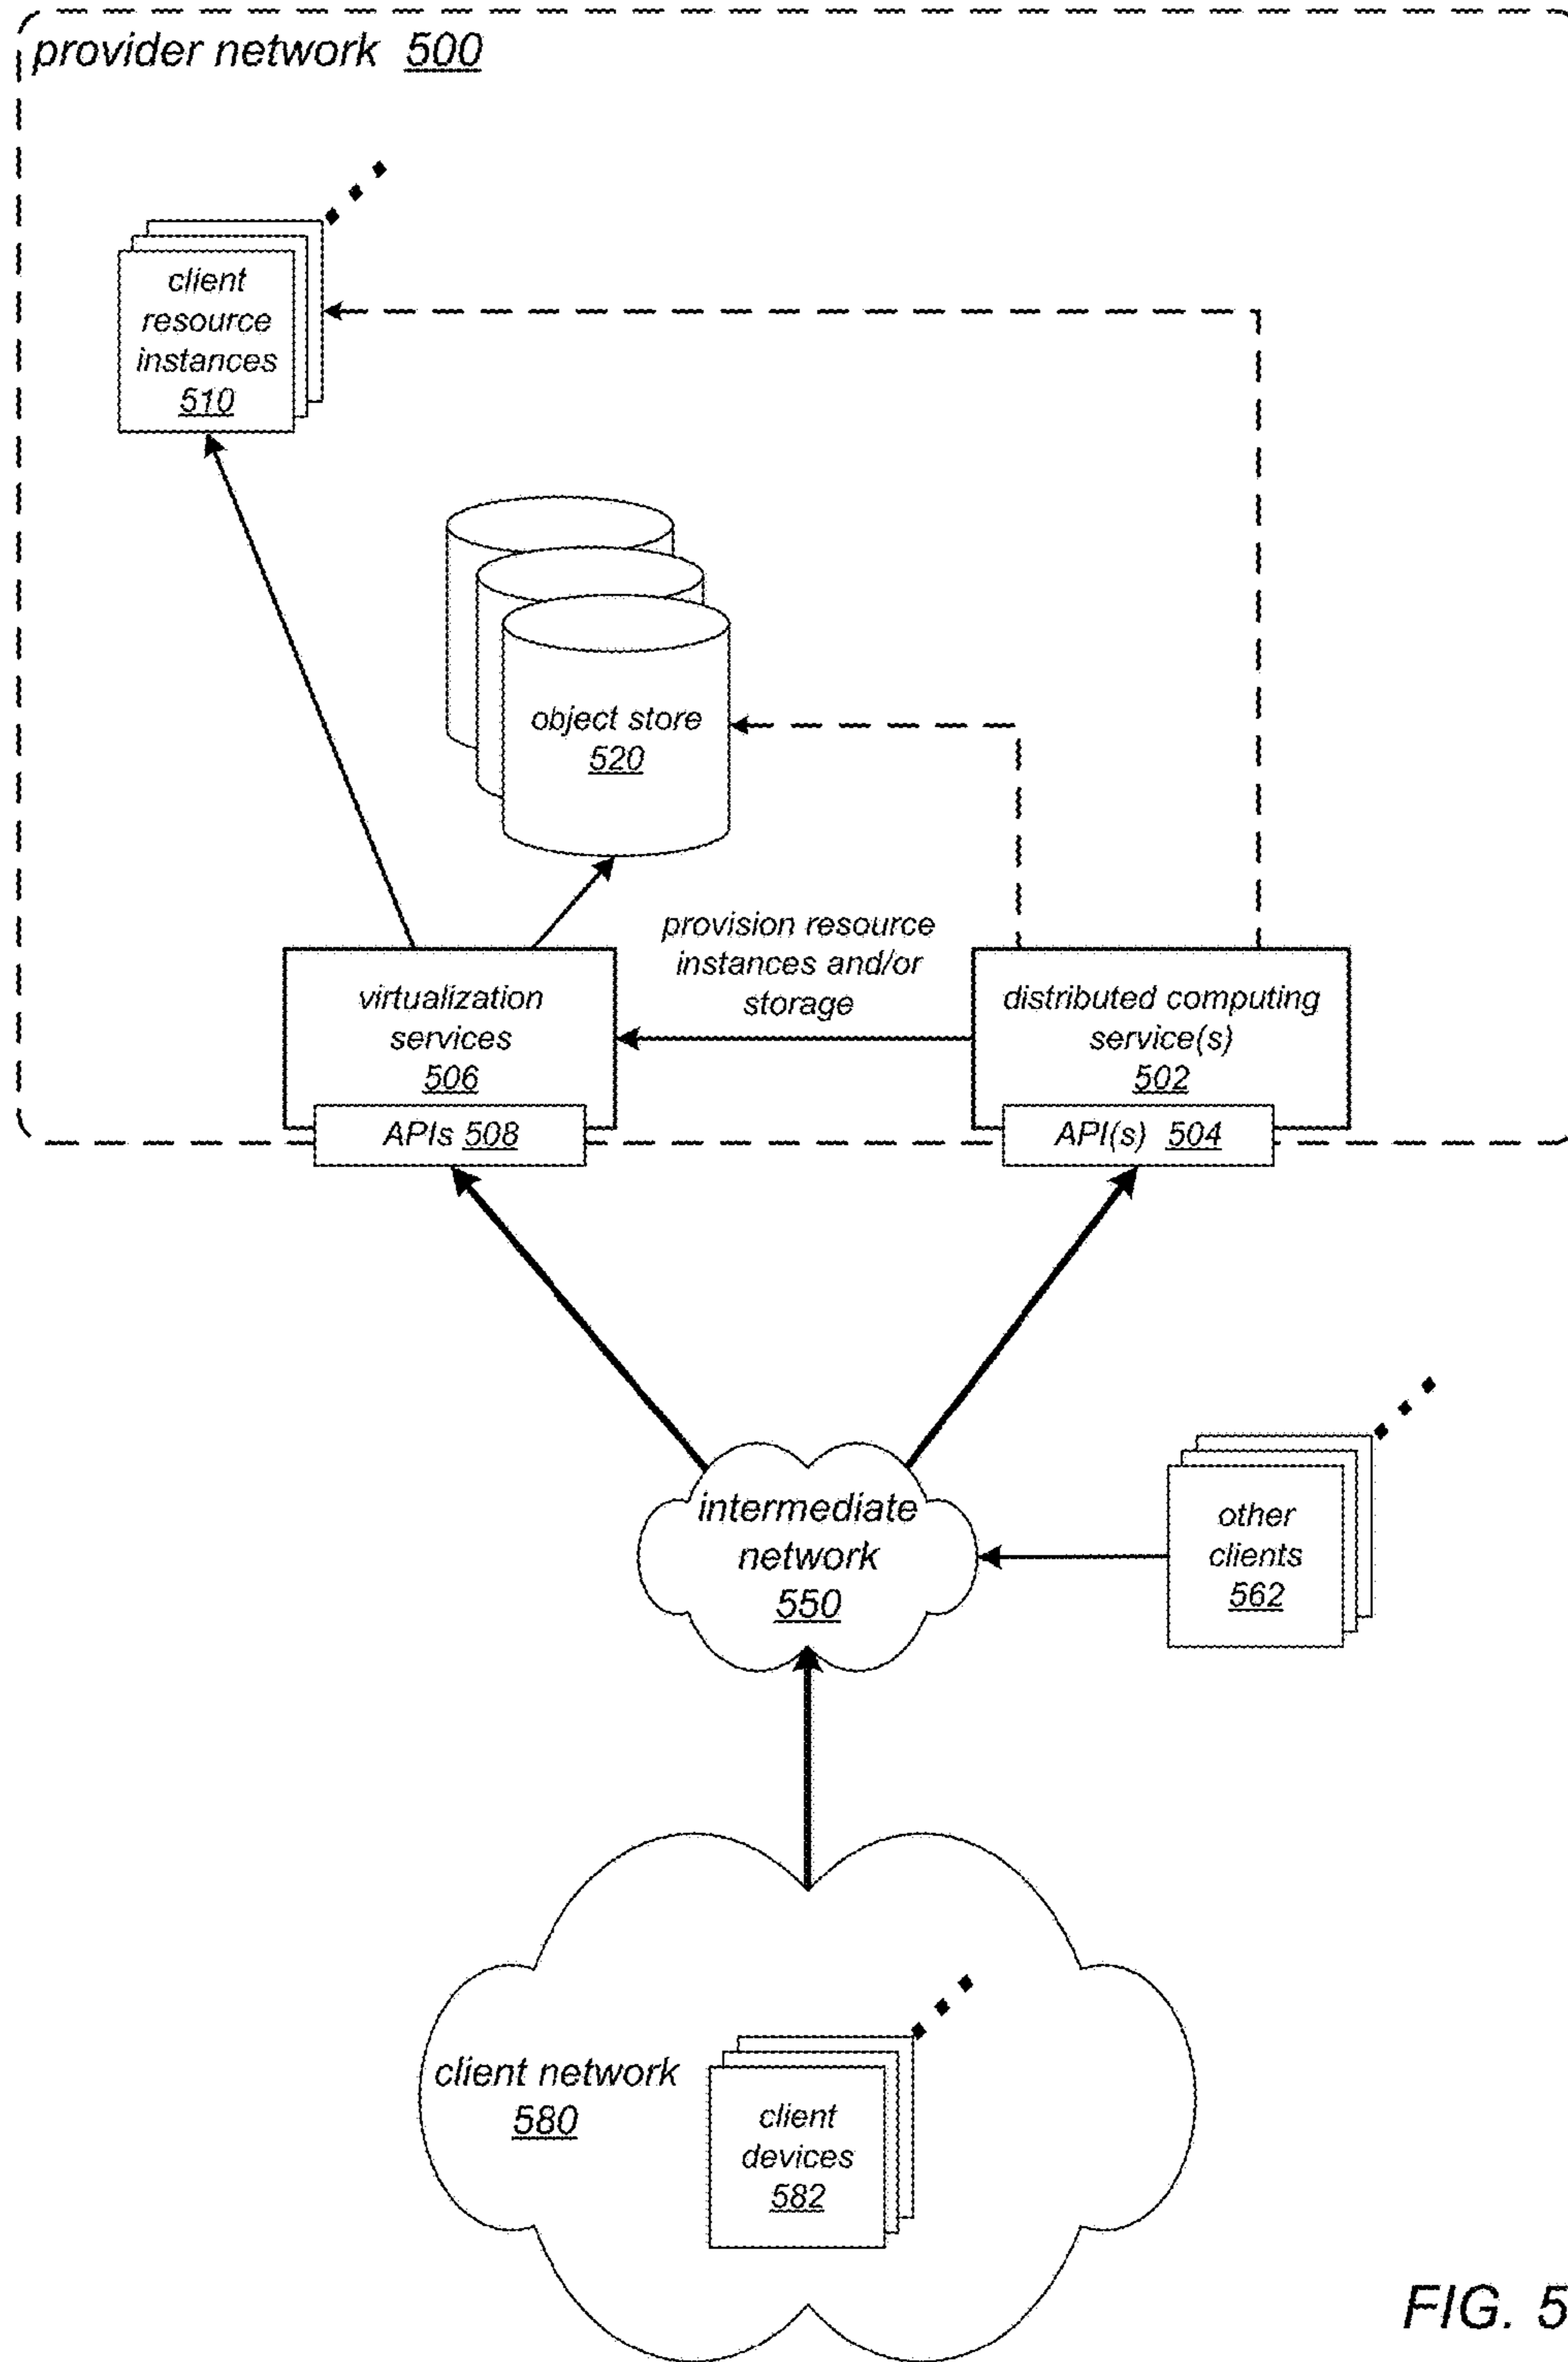 provider network 500
client
resource
instances
510
object store
520
provision resource
instances and/or
storage
virtualization
services
506
APIs 508
distributed computing
service(s)
502
API(s) 504
intermediate
network
550
other
clients
562
client network
580
client
devices
582
FIG. 5